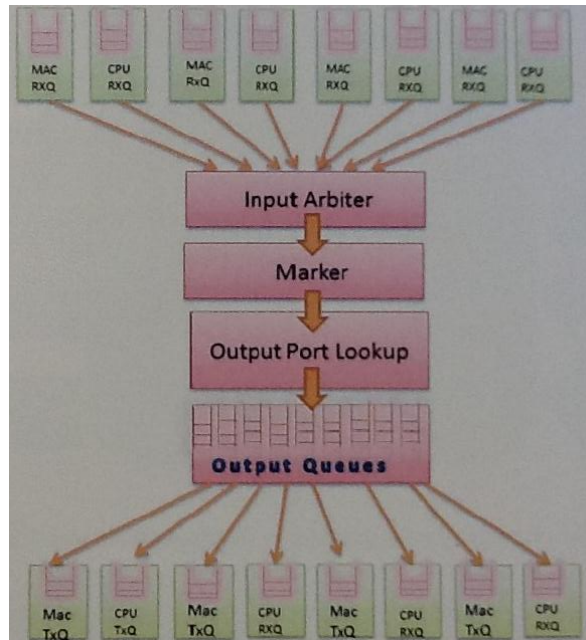 MAC
RXQ
CPU
RXQ
MAC
RxQ
CPU
RXQ
MAC
RXQ
CPU
RXQ
MAC
RXQ
CPU
RXQ
Input Arbiter
Marker
Output Port Lookup
Output Queues
Mac
TxQ
CPU
TxQ
Mac
TxQ
CPU
RXQ
Mac
TxQ
CPU
RXQ
Mac
TxQ
CPU
RXQ